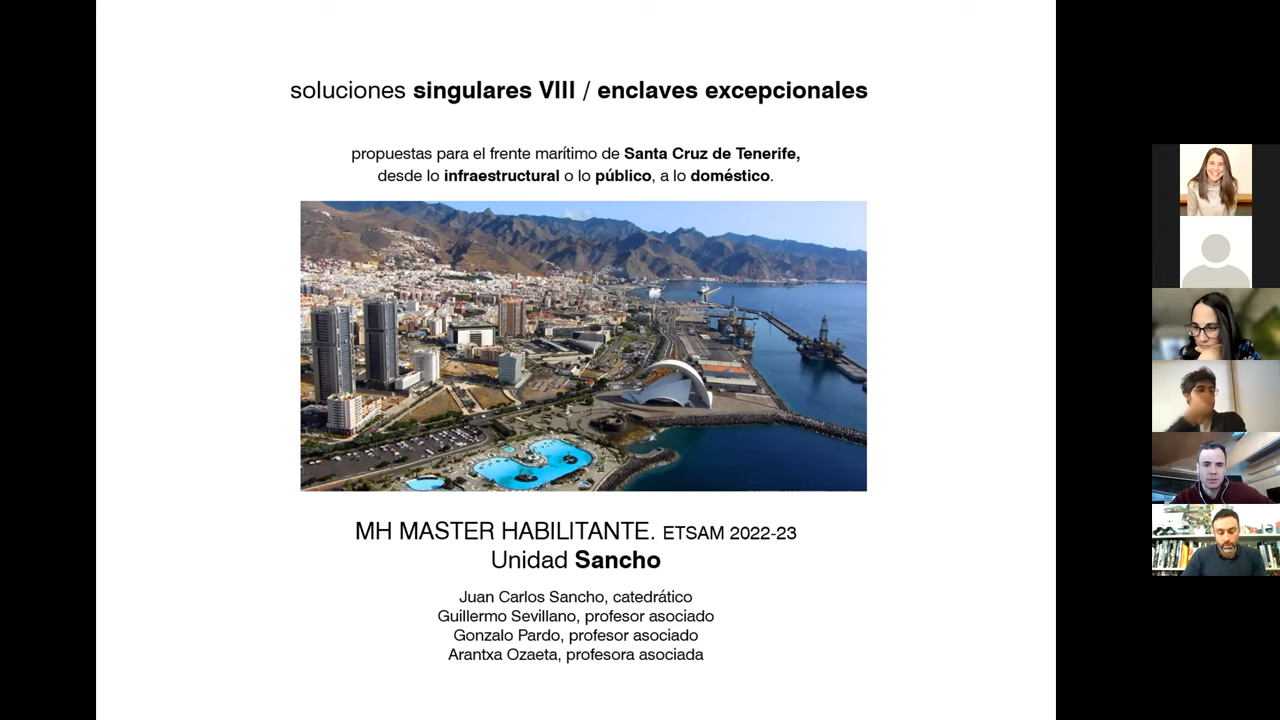 soluciones singulares VIII / enclaves excepcionales
propuestas para el frente marítimo de Santa Cruz de Tenerife,
desde lo infraestructural o lo público, a lo doméstico.
MH MASTER HABILITANTE. ETSAM 2022-23
Unidad Sancho
Juan Carlos Sancho, catedrático
Guillermo Sevillano, profesor asociado
Gonzalo Pardo, profesor asociado
Arantxa Ozaeta, profesora asociada